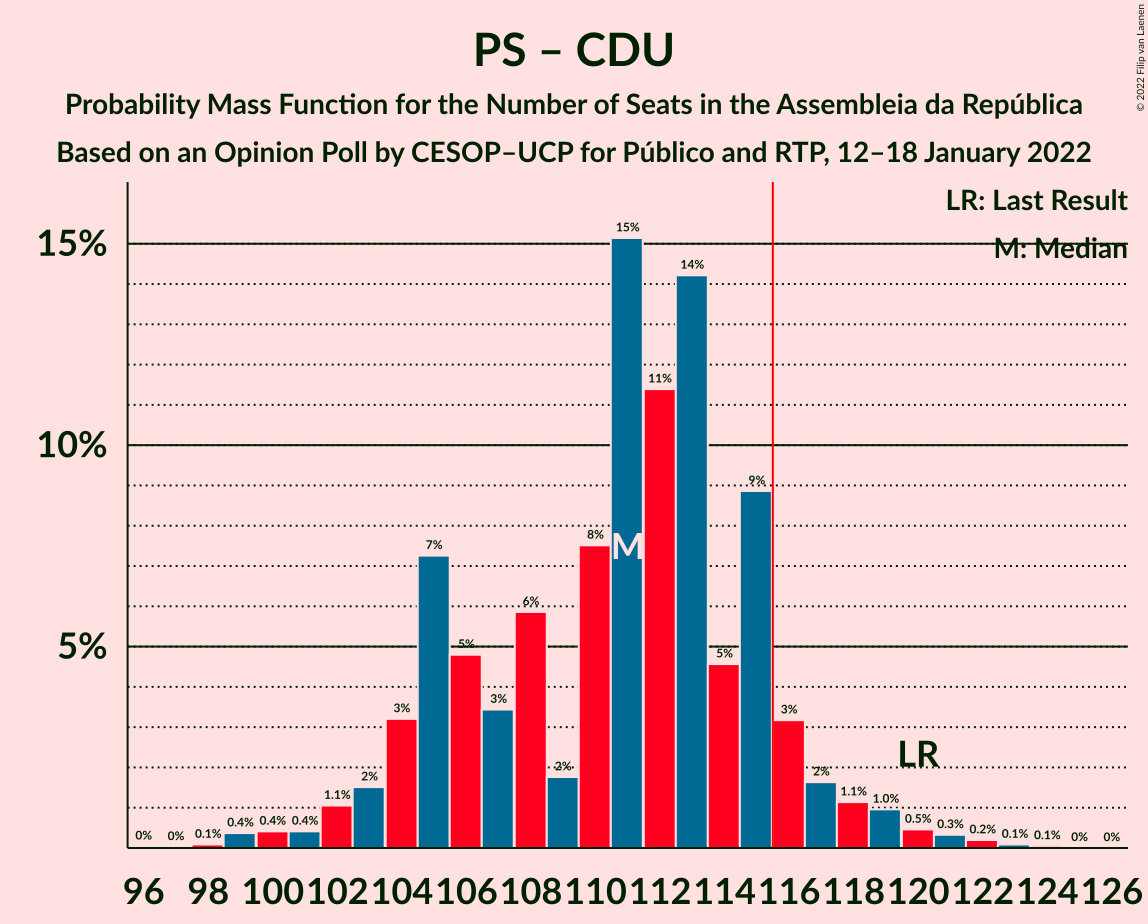 PS – CDU
Probability Mass Function for the Number of Seats in the Assembleia da República
Based on an Opinion Poll by CESOP–UCP for Público and RTP, 12–18 January 2022
© 2022 Filip van Laenen
LR: Last Result
M: Median
15%
10%
5%
0% 0% 0.1% 0.4% 0.4% 0.4% 1.1% 2% 3% 7% 5% 3% 6% 2% 8% 15% 11% 14% 5% 9% 3% 2% 1.1% 1.0% 0.5% 0.3% 0.2% 0.1% 0.1% 0% 0%
M
LR
96 98 100 102 104 106 108 110 112 114 116 118 120 122 124 126